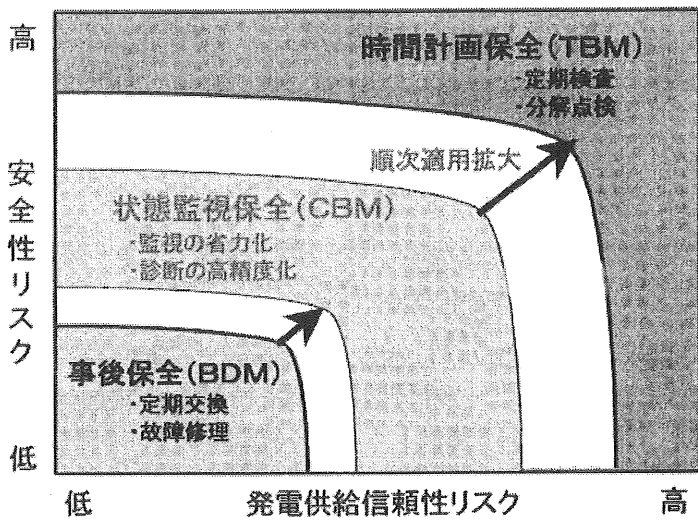 高
時間計画保全(TBM)
・定期検査
・分解点検
順次適用拡大
安全性リスク
状態監視保全(CBM)
・監視の省力化
・診断の高精度化
事後保全(BDM)
・定期交換
・故障修理
低
低
発電供給信頼性リスク
高